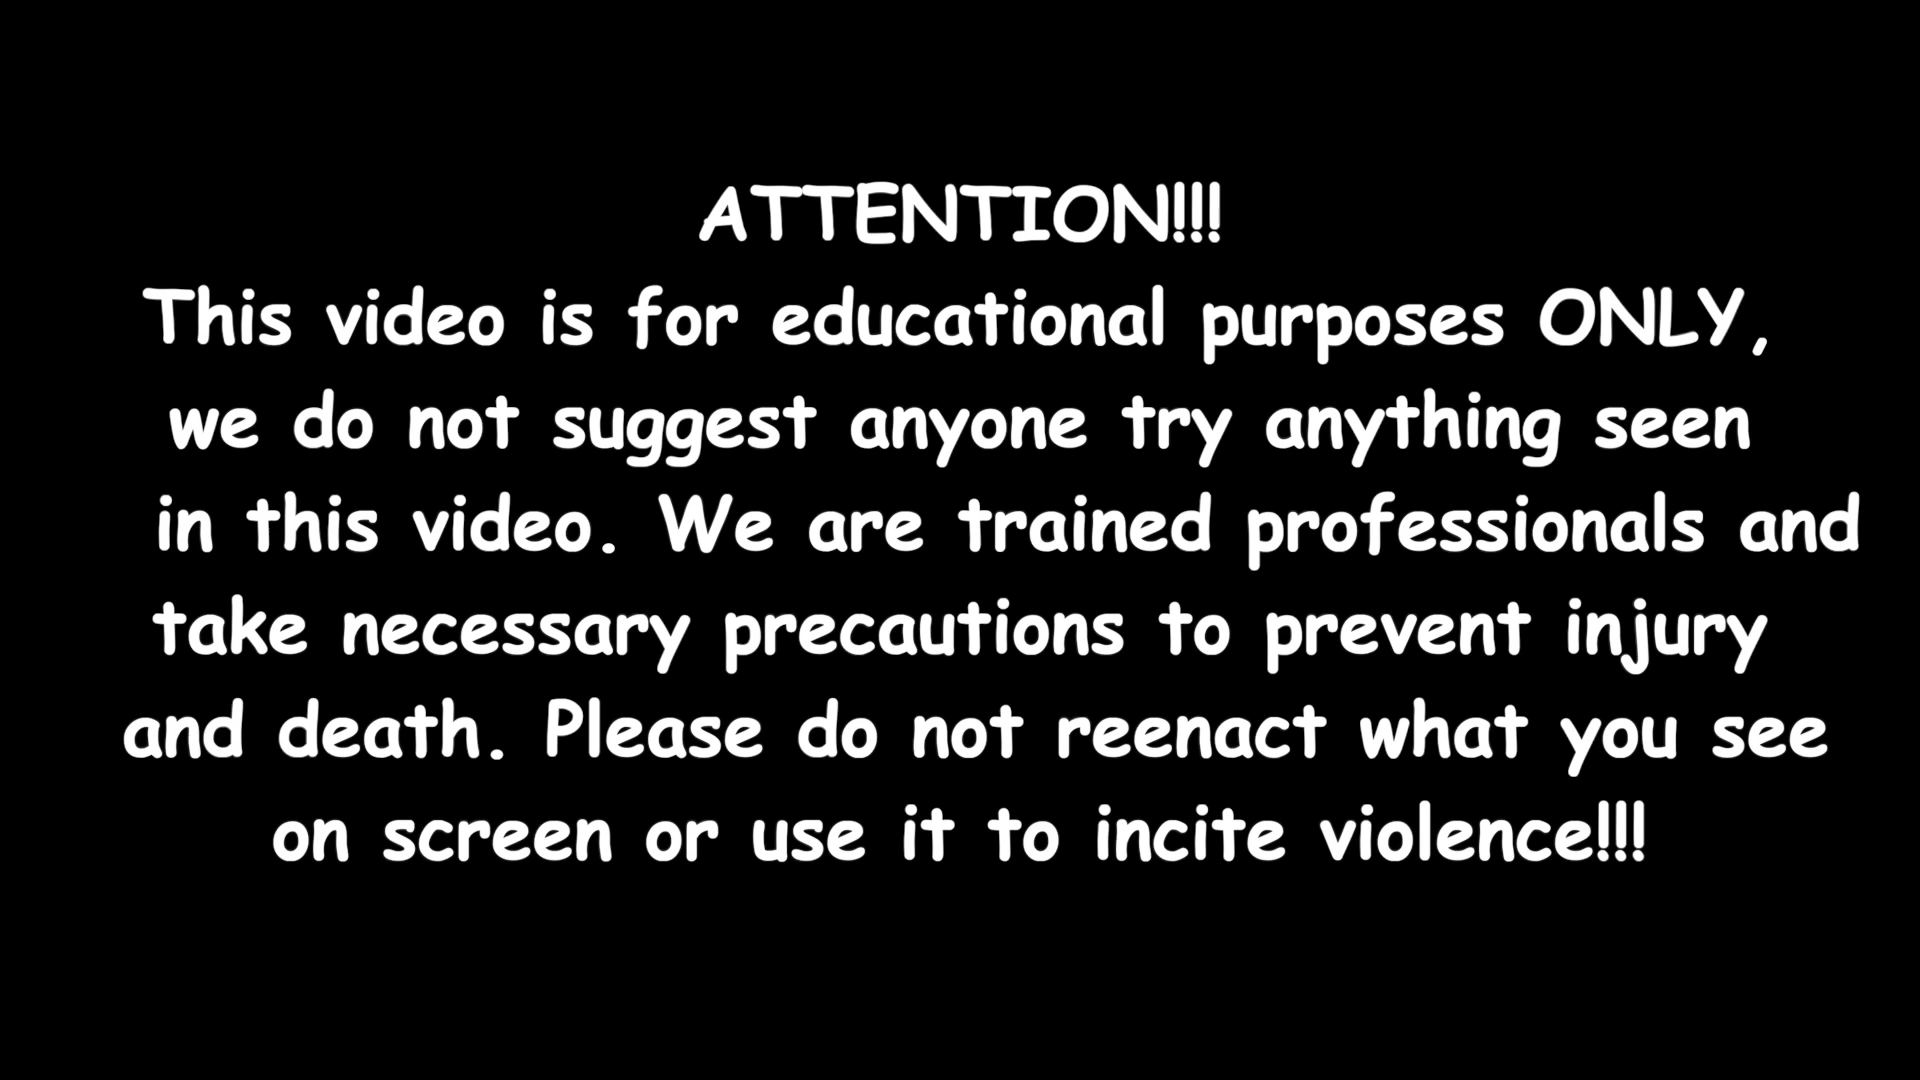 ATTENTION!!!
This video is for educational purposes ONLY,
we do not suggest anyone try anything seen
in this video. We are trained professionals and
take necessary precautions to prevent injury
and death. Please do not reenact what you see
on screen or use it to incite violence!!!